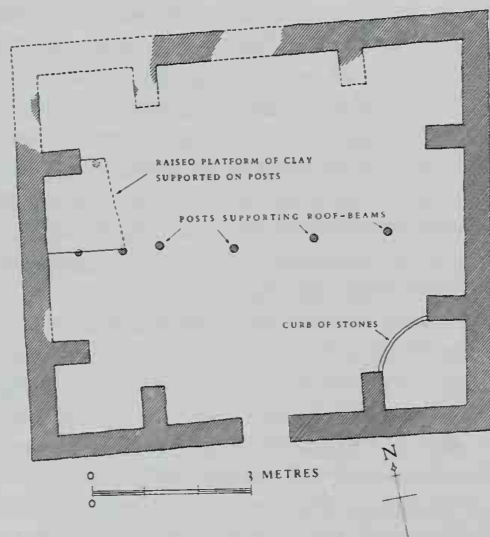 RAISED PLATFORM OF CLAY
SUPPORTED ON POSTS
POSTS SUPPORTING ROOF-BEAMS
CURB OF STONES
N
0 3 METRES
0